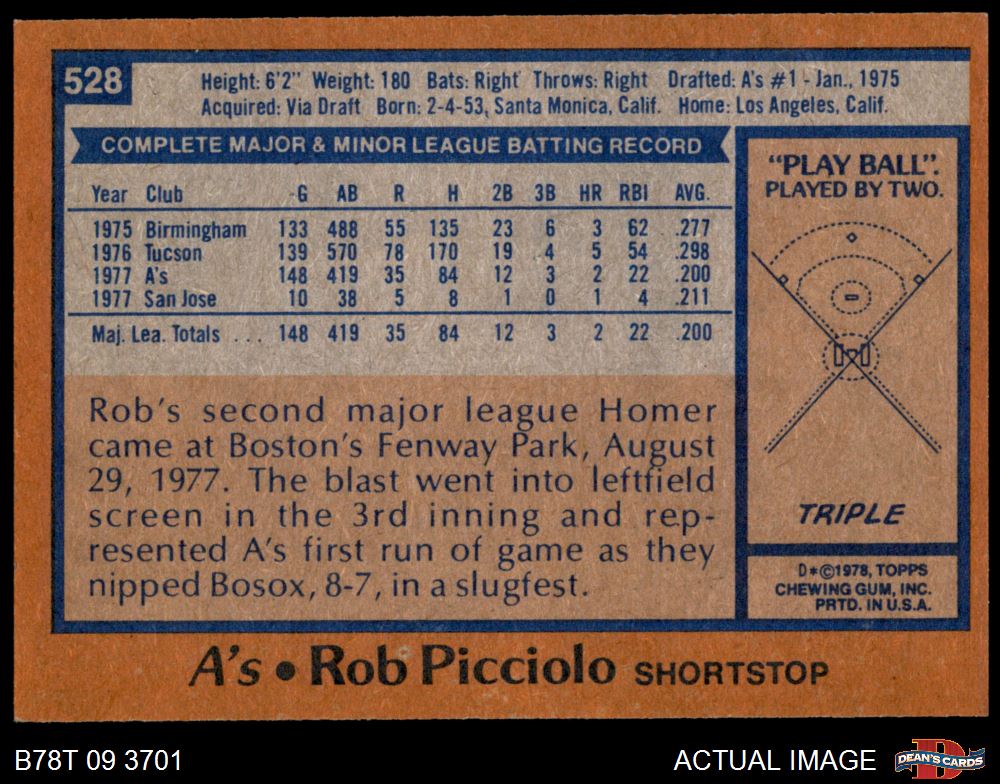 528
Height: 6'2" Weight: 180 Bats: Right Throws: Right Drafted: A's #1 - Jan., 1975
Acquired: Via Draft Born: 2-4-53, Santa Monica, Calif. Home: Los Angeles, Calif.
COMPLETE MAJOR & MINOR LEAGUE BATTING RECORD
Year Club G AB R H 2B 3B HR RBI AVG.
1975 Birmingham 133 488 55 135 23 6 3 62 .277
1976 Tucson 139 570 78 170 19 4 5 54 .298
1977 A's 148 419 35 84 12 3 2 22 .200
1977 San Jose 10 38 5 8 1 0 1 4 .211
Maj. Lea. Totals ... 148 419 35 84 12 3 2 22 .200
Rob's second major league Homer
came at Boston's Fenway Park, August
29, 1977. The blast went into leftfield
screen in the 3rd inning and rep-
resented A's first run of game as they
nipped Bosox, 8-7, in a slugfest.
"PLAY BALL".
PLAYED BY TWO.
TRIPLE
D*©1978, TOPPS
CHEWING GUM, INC.
PRTD. IN U.S.A.
A's • Rob Picciolo SHORTSTOP
B78T 09 3701
ACTUAL IMAGE
DEAN'S CARDS